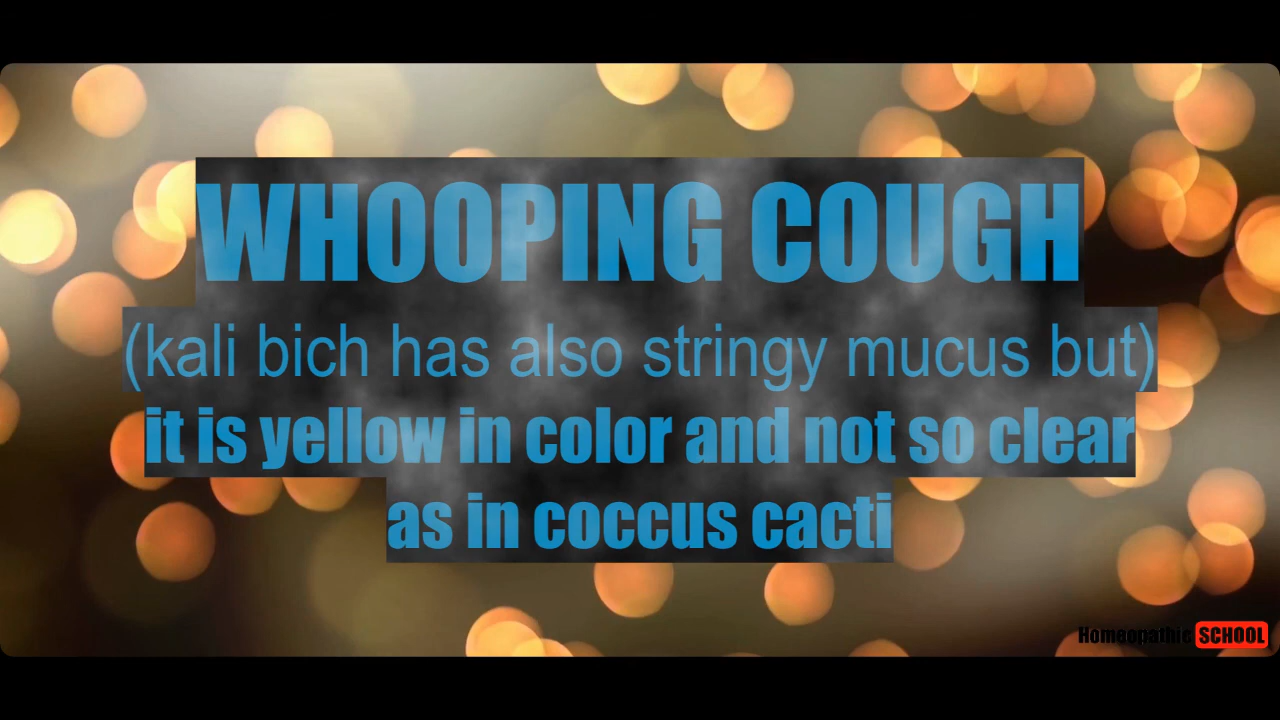 WHOOPING COUGH
(kali bich has also stringy mucus but)
it is yellow in color and not so clear
as in coccus cacti
Homeopathic SCHOOL